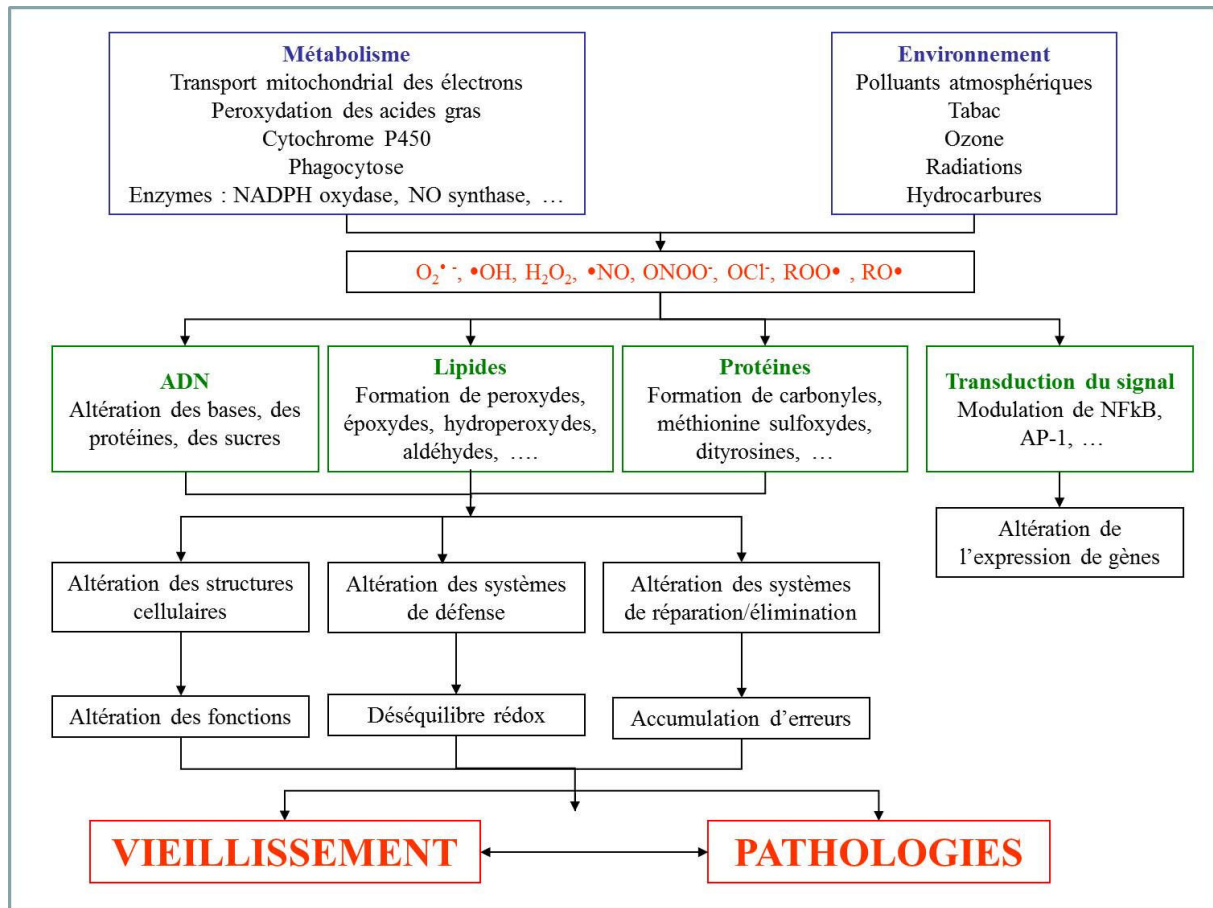 Métabolisme
Transport mitochondrial des électrons
Peroxydation des acides gras
Cytochrome P450
Phagocytose
Enzymes : NADPH oxydase, NO synthase, …
Environnement
Polluants atmosphériques
Tabac
Ozone
Radiations
Hydrocarbures
O₂•⁻, •OH, H₂O₂, •NO, ONOO⁻, OCl⁻, ROO• , RO•
ADN
Altération des bases, des
protéines, des sucres
Lipides
Formation de peroxydes,
époxydes, hydroperoxydes,
aldéhydes, ….
Protéines
Formation de carbonyles,
méthionine sulfoxydes,
dityrosines, …
Transduction du signal
Modulation de NFkB,
AP-1, …
Altération de
l’expression de gènes
Altération des structures
cellulaires
Altération des systèmes
de défense
Altération des systèmes
de réparation/élimination
Altération des fonctions
Déséquilibre rédox
Accumulation d’erreurs
VIEILLISSEMENT
PATHOLOGIES